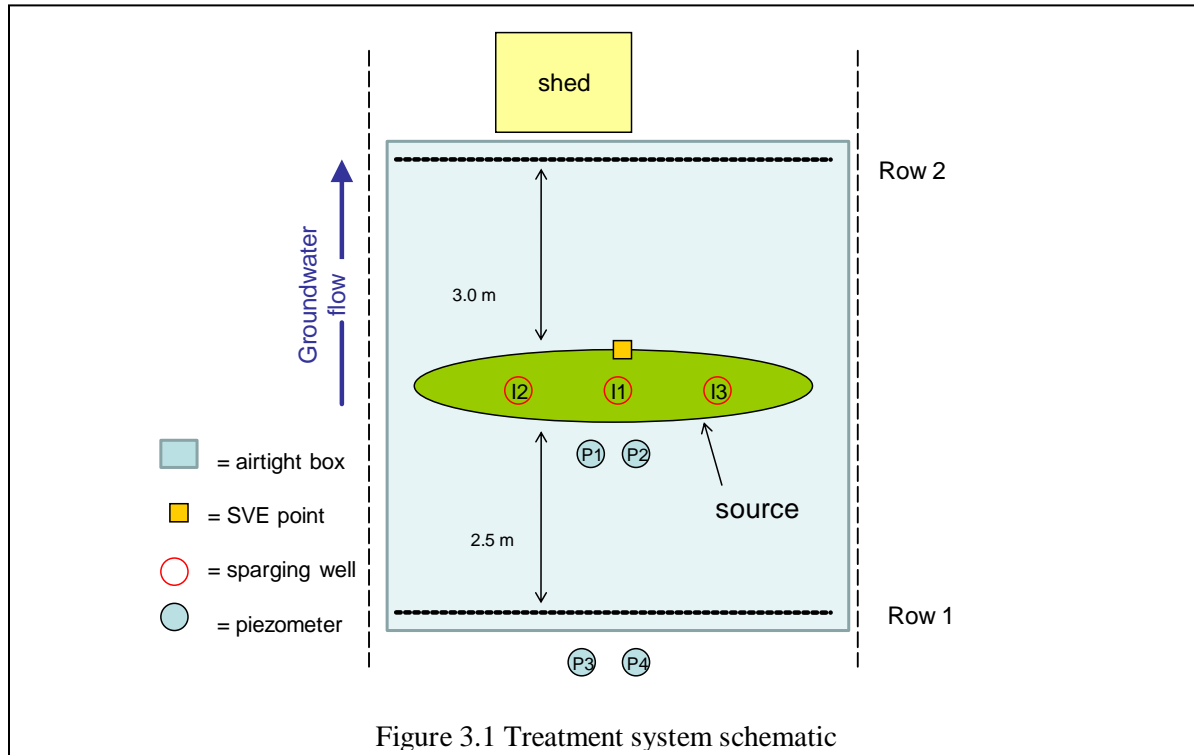 shed
Row 2
Groundwater
flow
3.0 m
I2 I1 I3
P1 P2
= airtight box
source
= SVE point
2.5 m
= sparging well
= piezometer
Row 1
P3 P4
Figure 3.1 Treatment system schematic